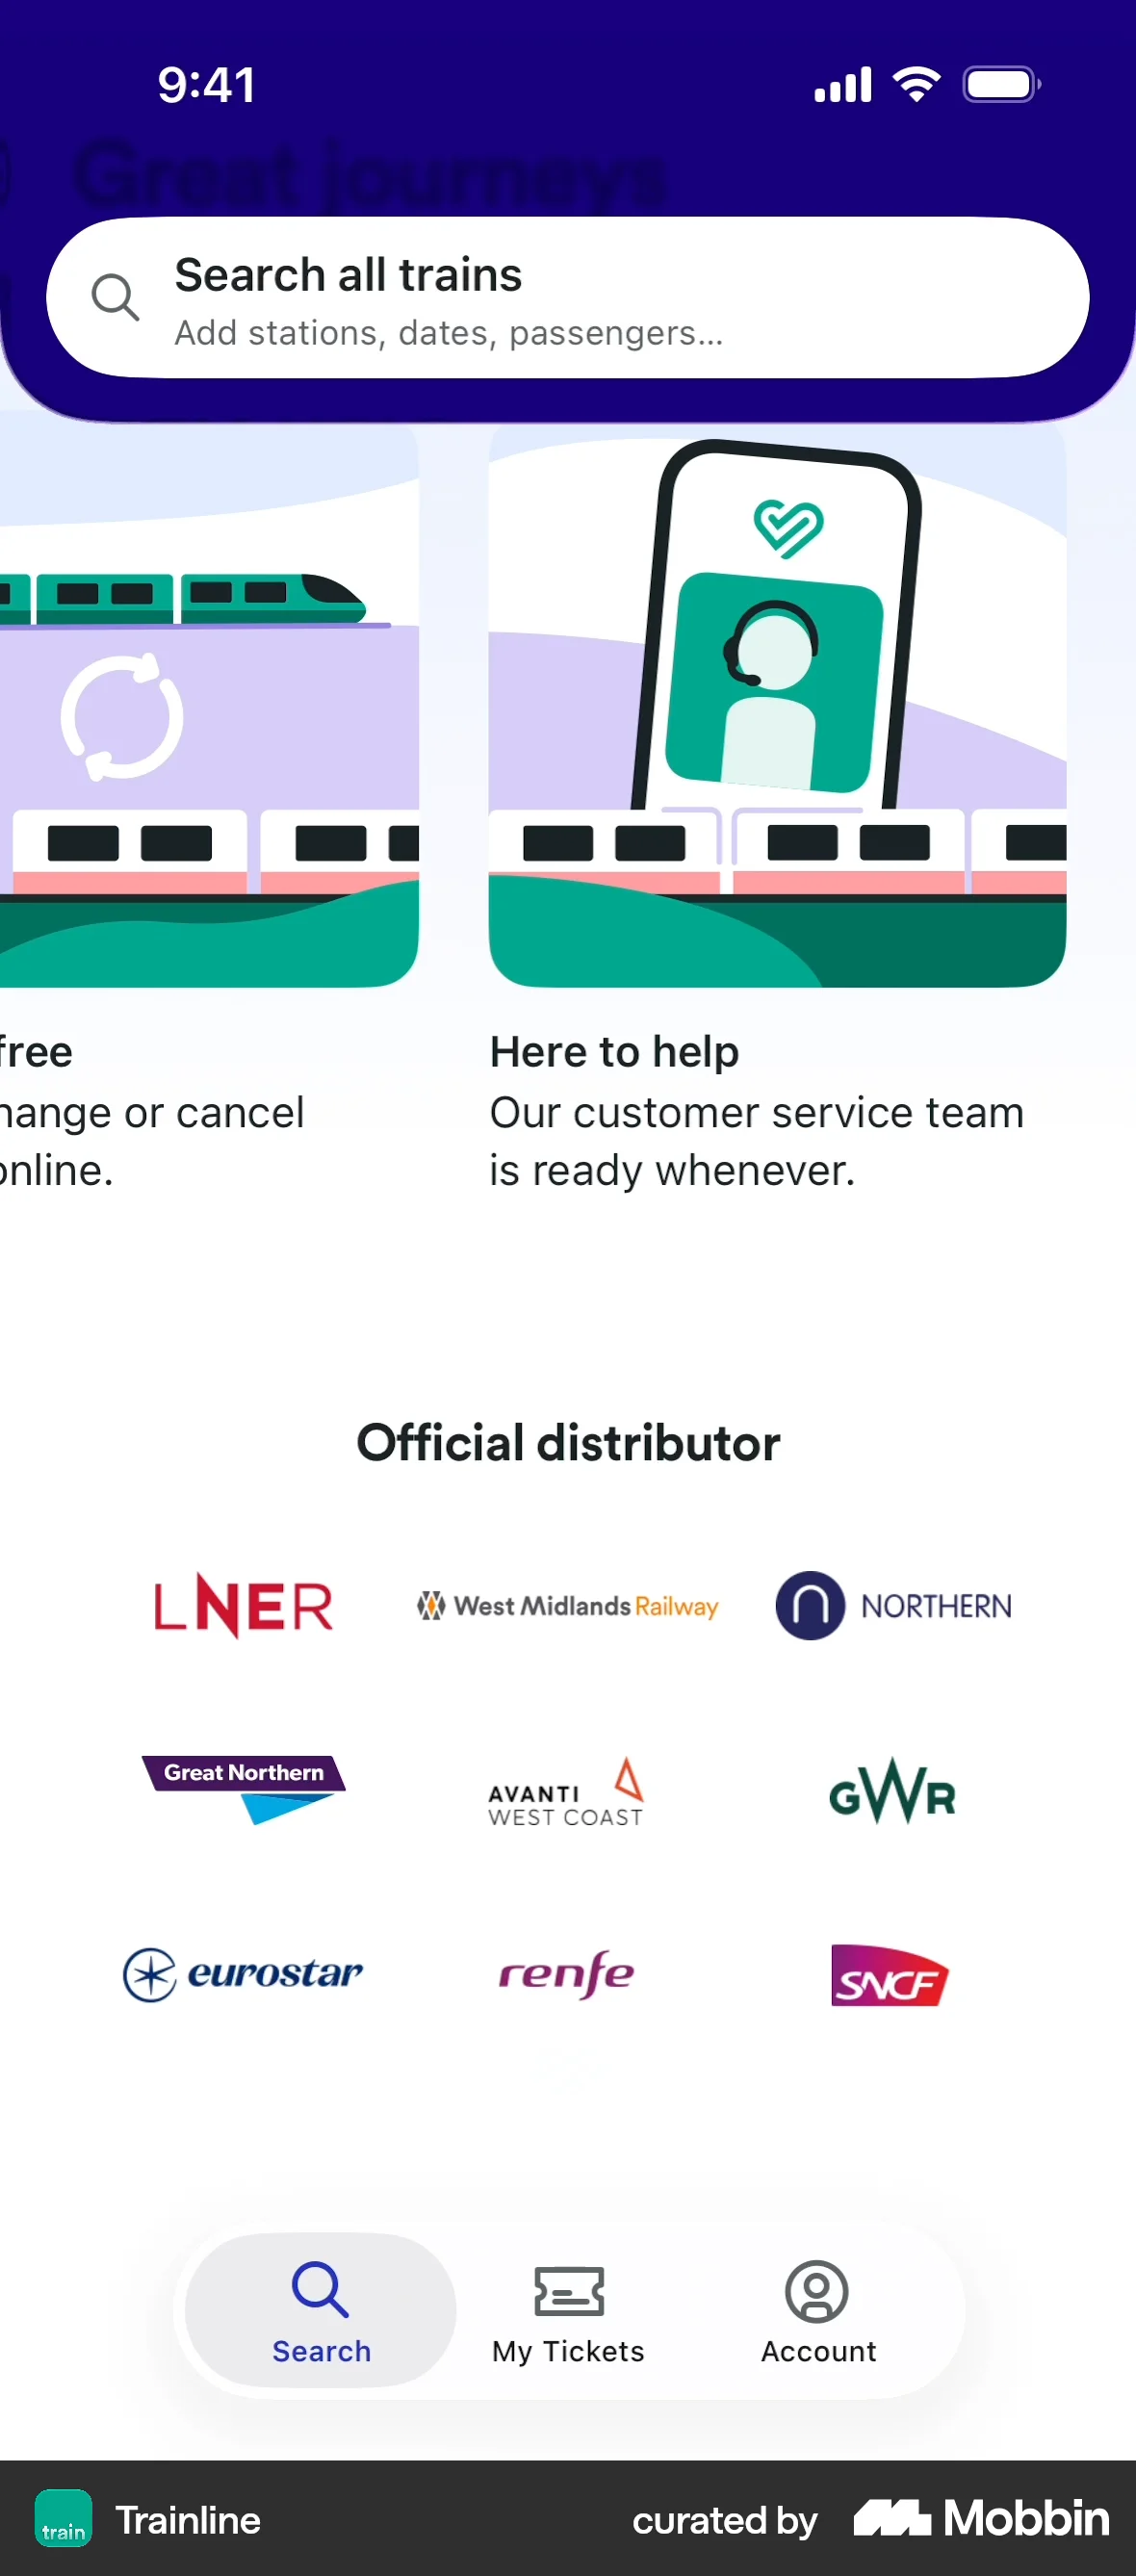 9:41
Great journeys
Search all trains
Add stations, dates, passengers...
free
hange or cancel
online.
Here to help
Our customer service team
is ready whenever.
Official distributor
LNER
West Midlands Railway
NORTHERN
Great Northern
AVANTI
WEST COAST
GWR
eurostar
renfe
SNCF
Search
My Tickets
Account
train
Trainline
curated by
Mobbin